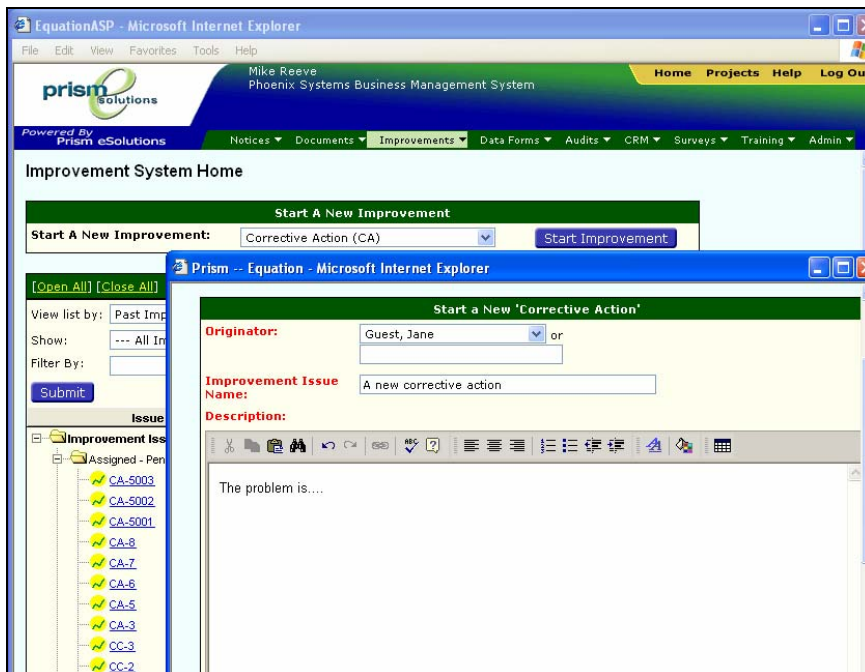 EquationASP - Microsoft Internet Explorer
File Edit View Favorites Tools Help
prism solutions
Mike Reeve
Phoenix Systems Business Management System
Home Projects Help Log Ou
Powered By
Prism eSolutions
Notices Documents Improvements Data Forms Audits CRM Surveys Training Admin
Improvement System Home
Start A New Improvement
Start A New Improvement: Corrective Action (CA) Start Improvement
[Open All] [Close All]
View list by: Past Imp
Show: --- All Im
Filter By:
Submit
Issue
Improvement Iss
Assigned - Pen
CA-5003
CA-5002
CA-5001
CA-8
CA-7
CA-6
CA-5
CA-3
CC-3
CC-2
Prism -- Equation - Microsoft Internet Explorer
Start a New 'Corrective Action'
Originator: Guest, Jane or
Improvement Issue
Name: A new corrective action
Description:
ABC
The problem is....